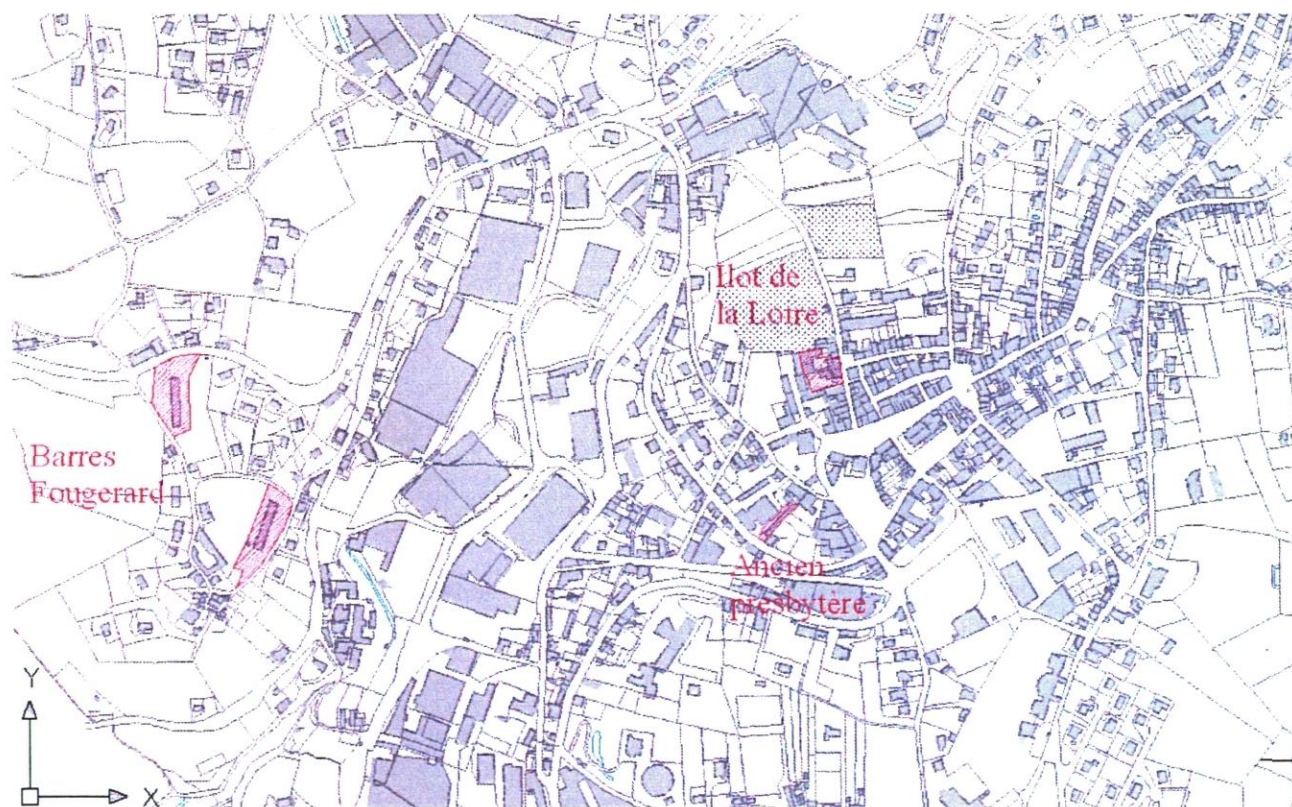 Ilot de
la Loire
Barres
Fougerard
Ancien
presbytère
Y
X